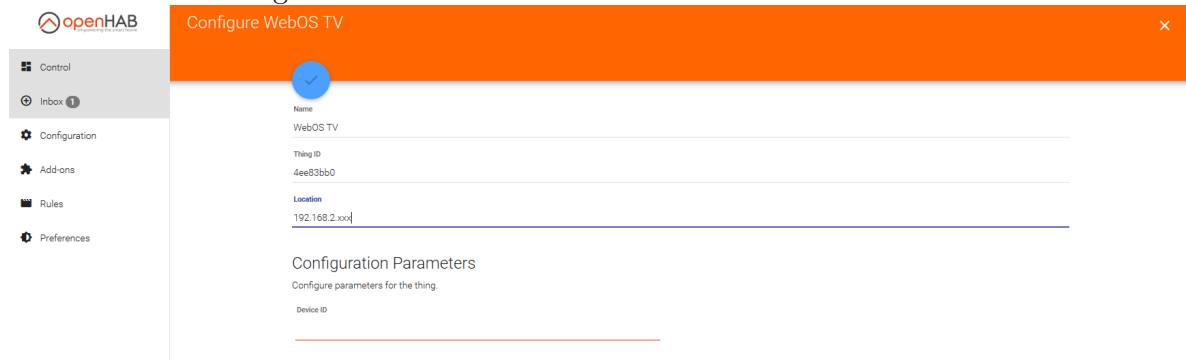 openHAB
empowering the smart home
Configure WebOS TV
Control
Inbox 1
Configuration
Add-ons
Rules
Preferences
Name
WebOS TV
Thing ID
4ee83bb0
Location
192.168.2.xxx
Configuration Parameters
Configure parameters for the thing.
Device ID